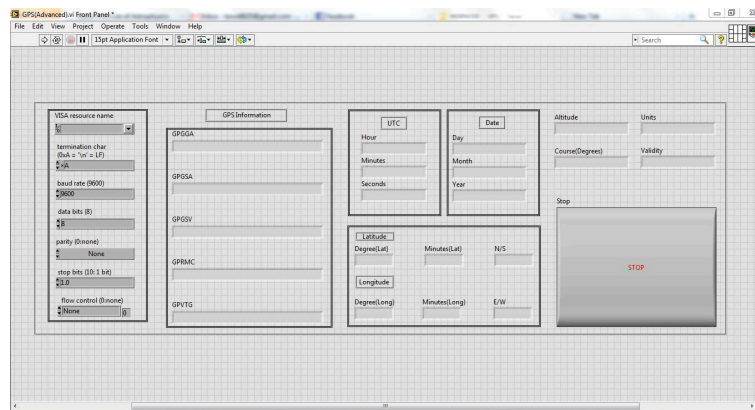 GPS(Advanced).vi Front Panel *
File Edit View Project Operate Tools Window Help
15pt Application Font
Search
VISA resource name
termination char
(0xA = '\n' = LF)
xA
baud rate (9600)
9600
data bits (8)
8
parity (0:none)
None
stop bits (10: 1 bit)
1.0
flow control (0:none)
None
0
GPS Information
GPGGA
GPGSA
GPGSV
GPRMC
GPVTG
UTC
Hour
Minutes
Seconds
Date
Day
Month
Year
Latitude
Degree(Lat) Minutes(Lat) N/S
Longitude
Degree(Long) Minutes(Long) E/W
Altitude Units
Course(Degrees) Validity
Stop
STOP